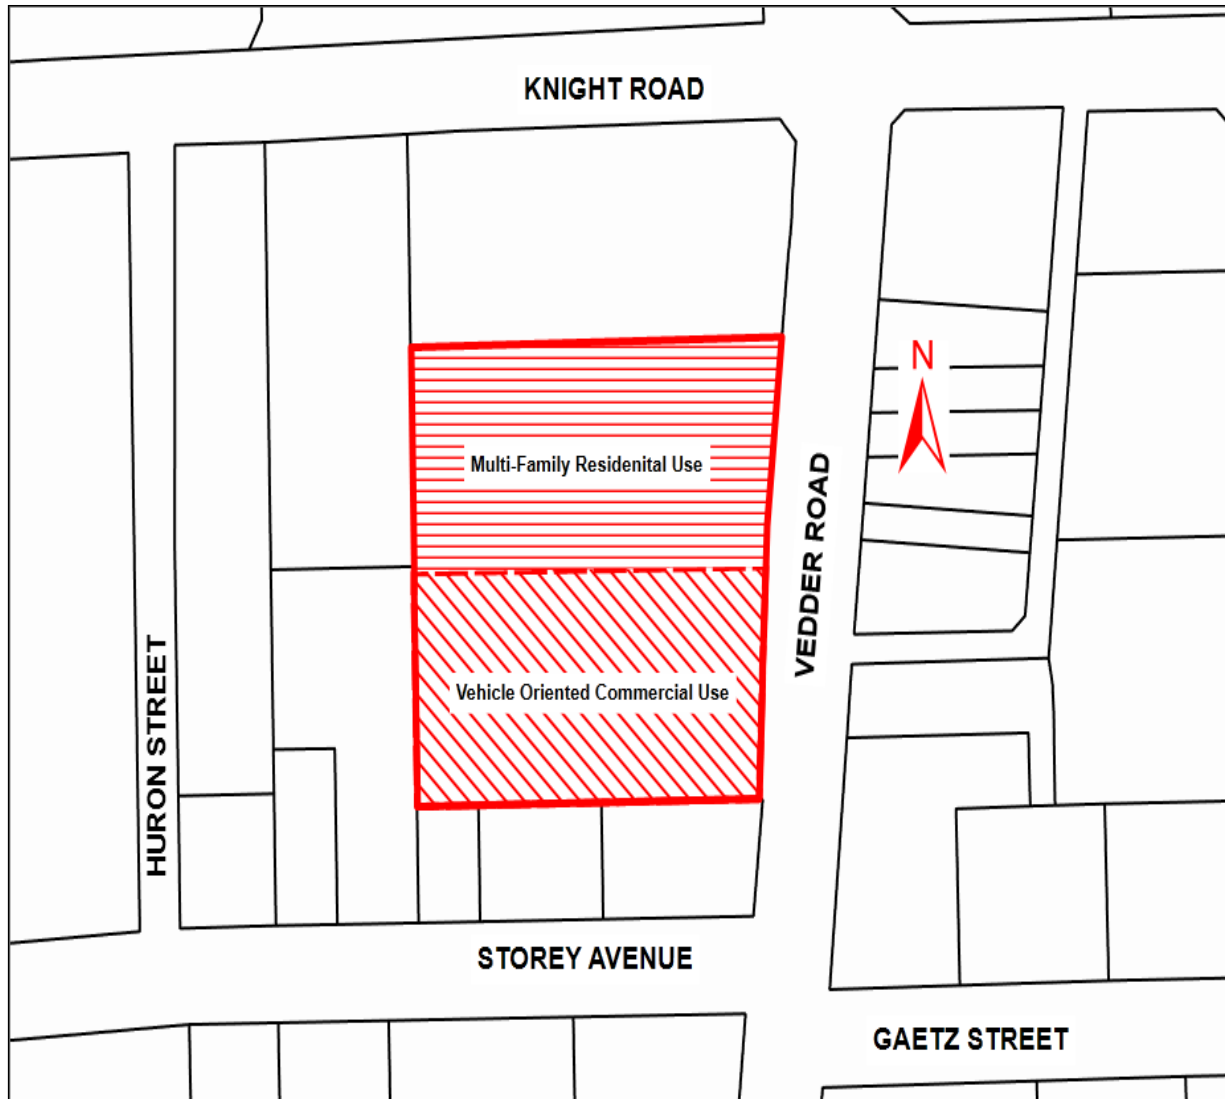 KNIGHT ROAD
N
Multi-Family Residenital Use
VEDDER ROAD
Vehicle Oriented Commercial Use
HURON STREET
STOREY AVENUE
GAETZ STREET